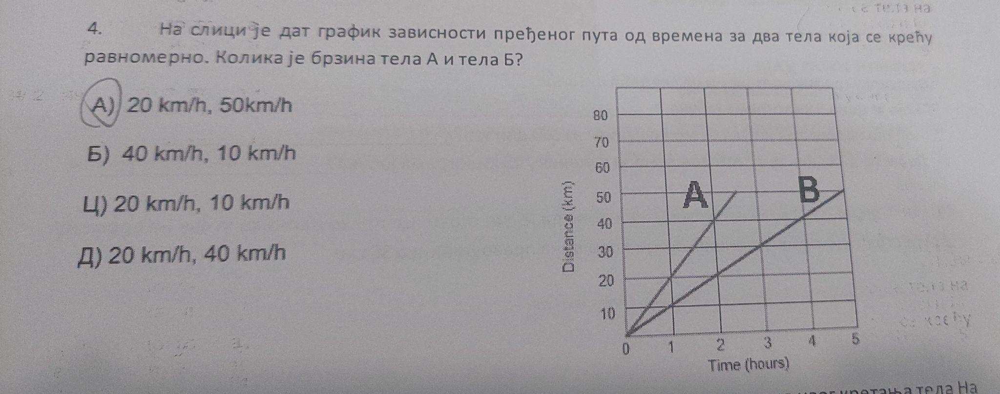 4. На слици је дат график зависности пређеног пута од времена за два тела која се крећу
равномерно. Колика је брзина тела А и тела Б?
А) 20 km/h, 50km/h
Б) 40 km/h, 10 km/h
Ц) 20 km/h, 10 km/h
Д) 20 km/h, 40 km/h
80
70
60
50
40
30
20
10
Distance (km)
A
B
0 1 2 3 4 5
Time (hours)
кретања тела На